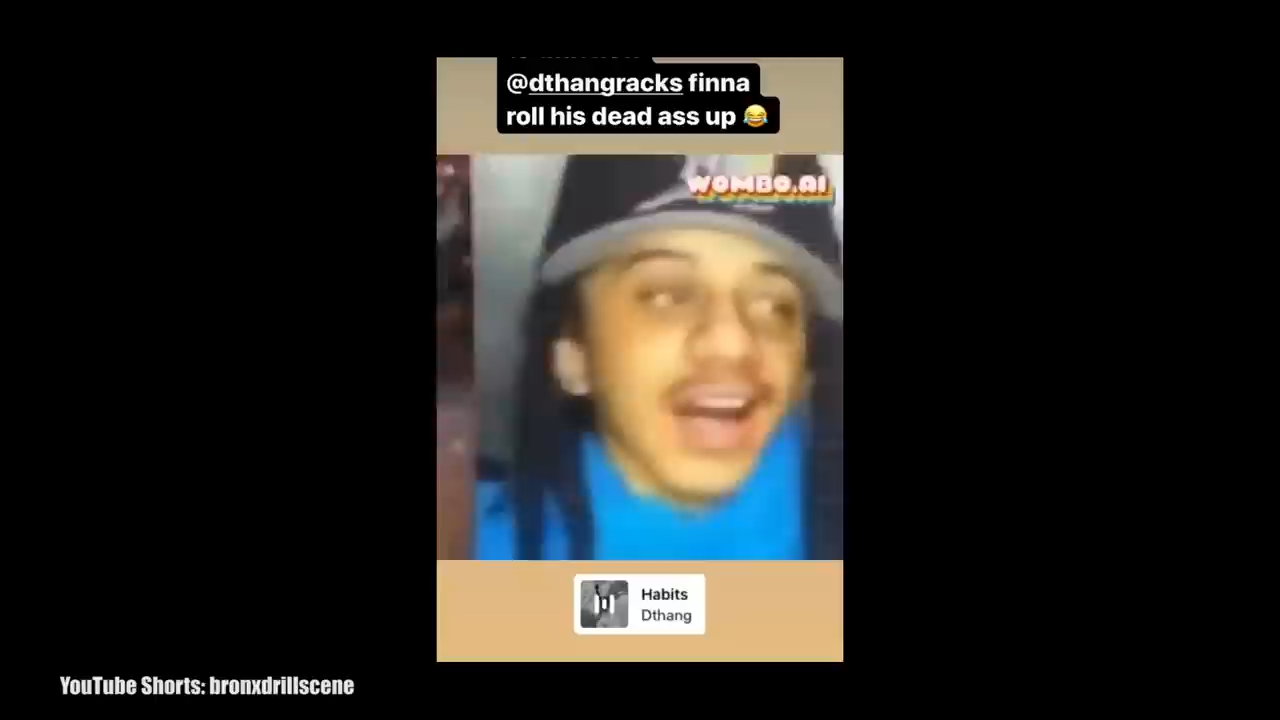 @dthangracks finna
roll his dead ass up 😂
WOMBO.AI
Habits
Dthang
YouTube Shorts: bronxdrillscene